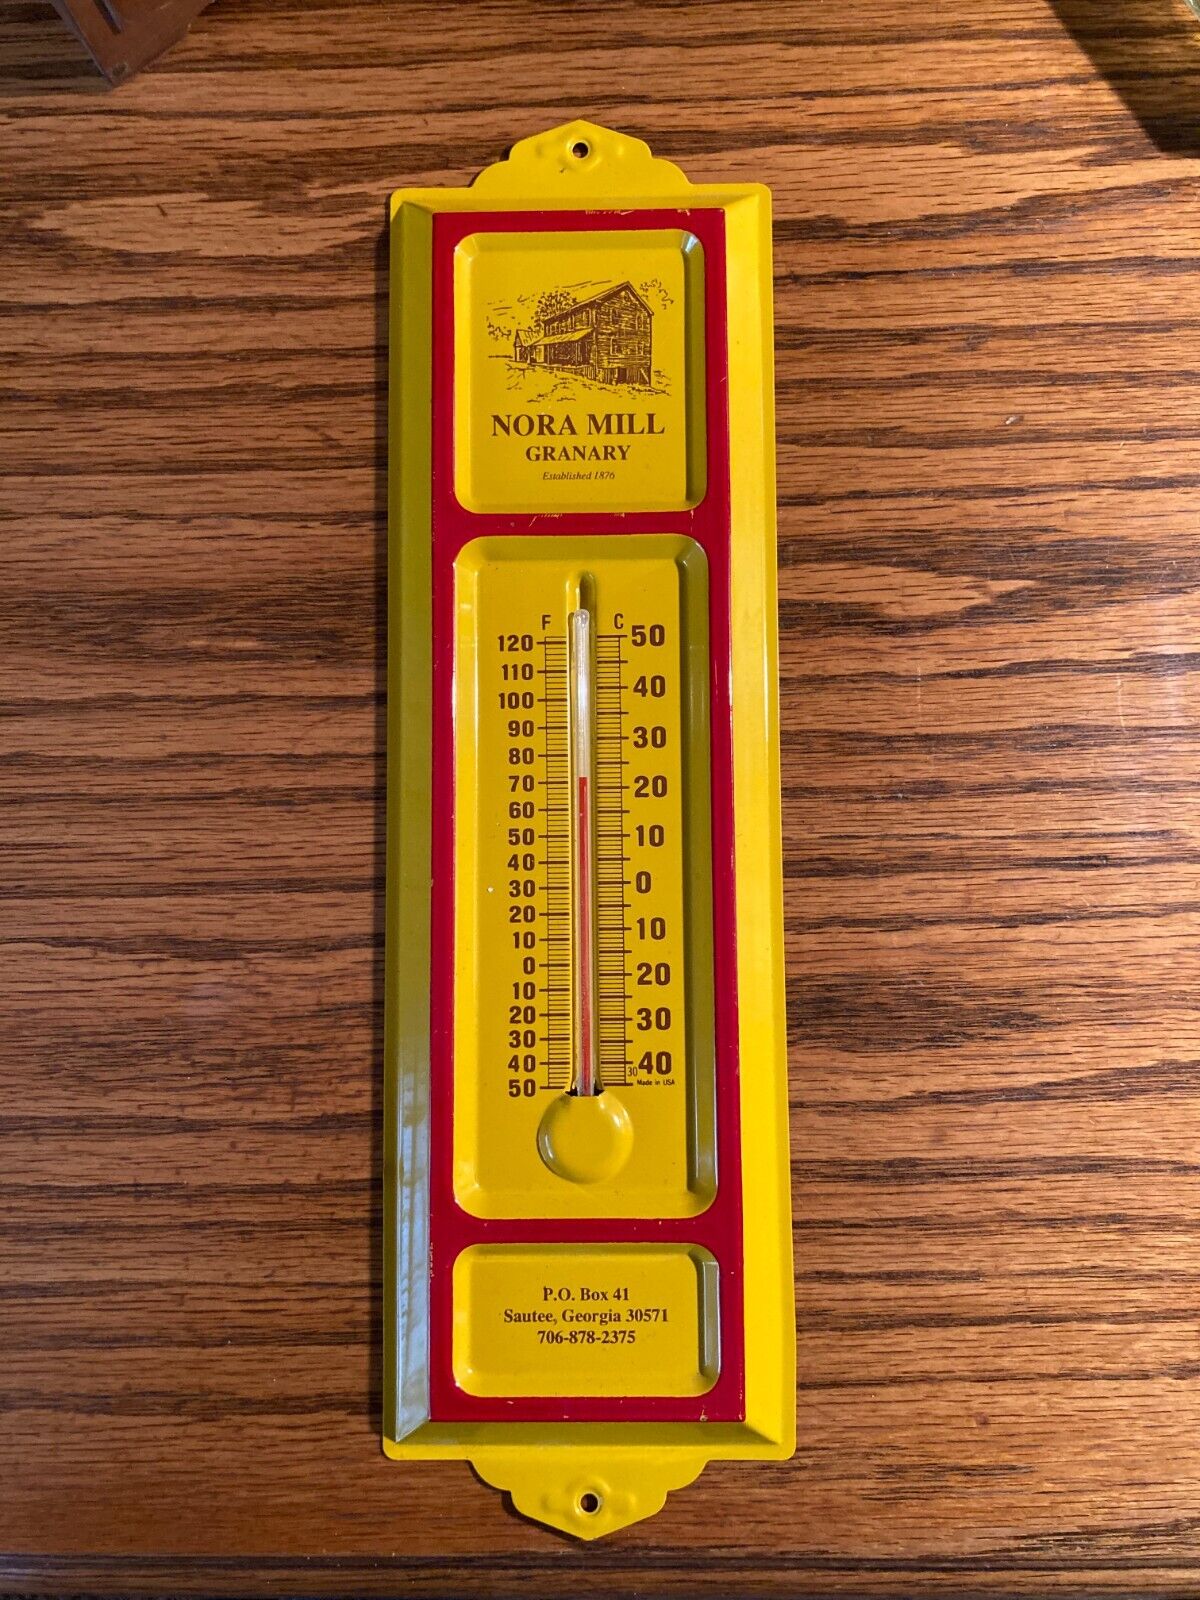 NORA MILL
GRANARY
Established 1876
F C
120 50
110
100 40
90
80 30
70 20
60
50 10
40
30 0
20
10 10
0
10 20
20
30 30
40 40
30
50 Made in USA
P.O. Box 41
Sautee, Georgia 30571
706-878-2375